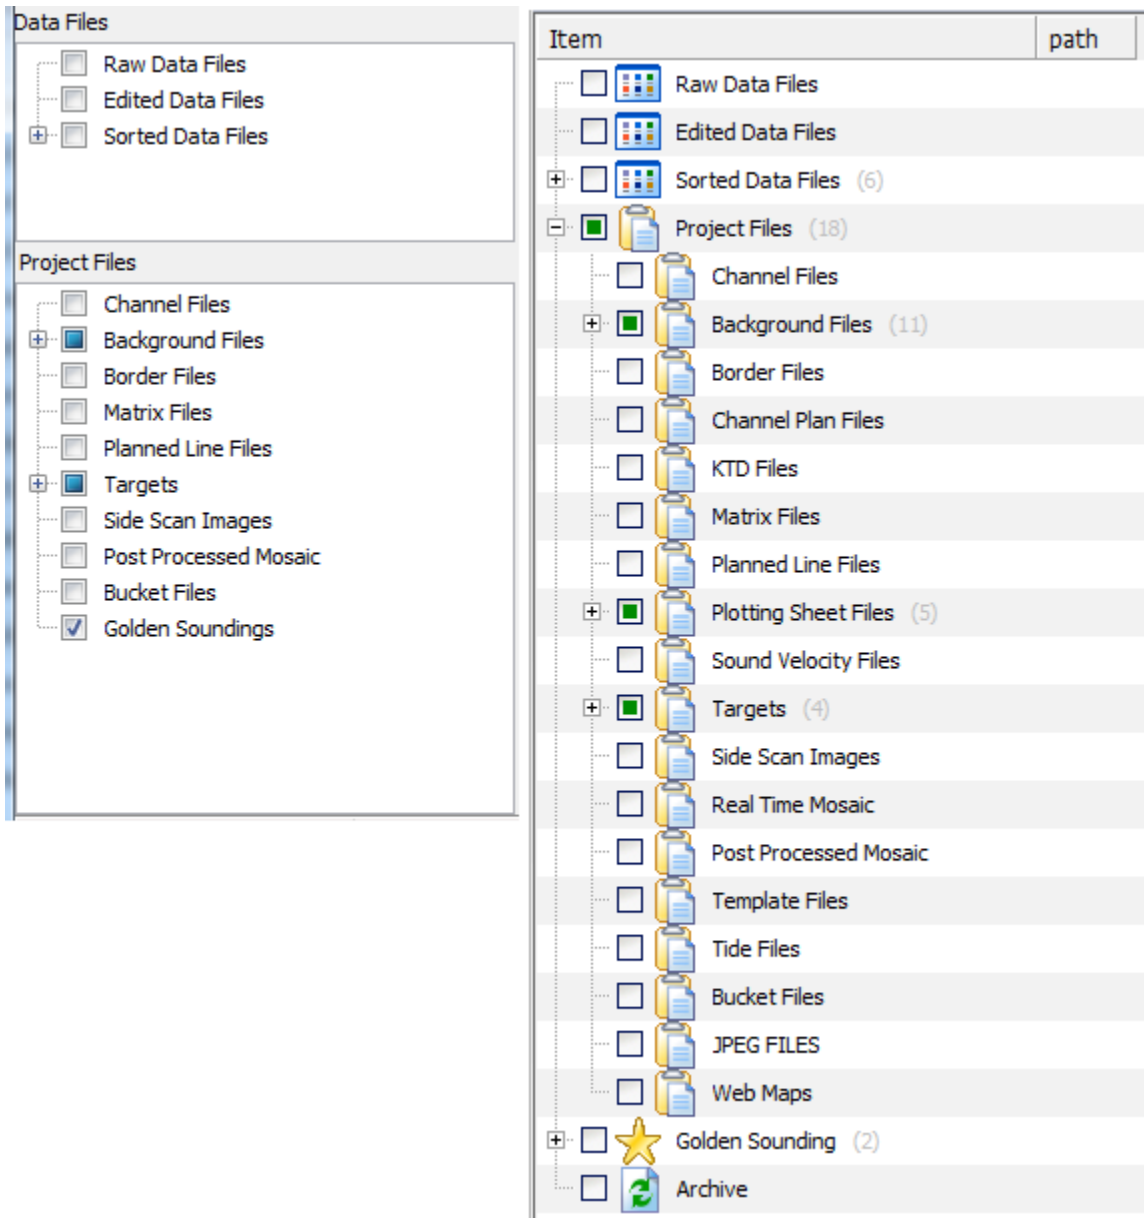 Data Files
Raw Data Files
Edited Data Files
Sorted Data Files
Project Files
Channel Files
Background Files
Border Files
Matrix Files
Planned Line Files
Targets
Side Scan Images
Post Processed Mosaic
Bucket Files
Golden Soundings
Item path
Raw Data Files
Edited Data Files
Sorted Data Files (6)
Project Files (18)
Channel Files
Background Files (11)
Border Files
Channel Plan Files
KTD Files
Matrix Files
Planned Line Files
Plotting Sheet Files (5)
Sound Velocity Files
Targets (4)
Side Scan Images
Real Time Mosaic
Post Processed Mosaic
Template Files
Tide Files
Bucket Files
JPEG FILES
Web Maps
Golden Sounding (2)
Archive